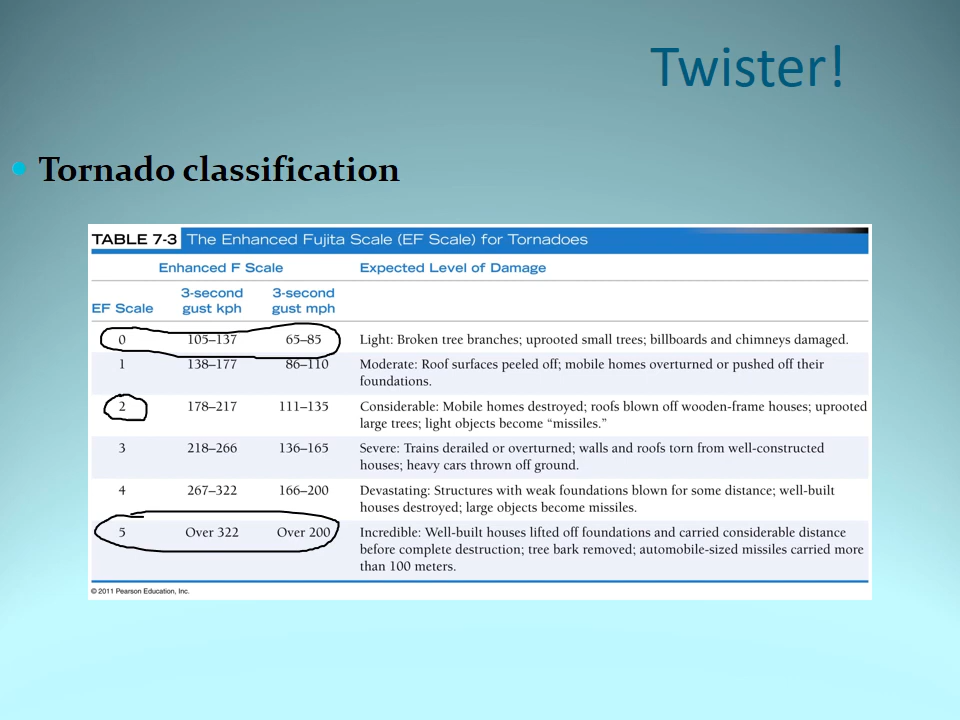 Twister!
Tornado classification
TABLE 7-3 The Enhanced Fujita Scale (EF Scale) for Tornadoes
Enhanced F Scale Expected Level of Damage
EF Scale 3-second gust kph 3-second gust mph
0 105–137 65–85 Light: Broken tree branches; uprooted small trees; billboards and chimneys damaged.
1 138–177 86–110 Moderate: Roof surfaces peeled off; mobile homes overturned or pushed off their
foundations.
2 178–217 111–135 Considerable: Mobile homes destroyed; roofs blown off wooden-frame houses; uprooted
large trees; light objects become “missiles.”
3 218–266 136–165 Severe: Trains derailed or overturned; walls and roofs torn from well-constructed
houses; heavy cars thrown off ground.
4 267–322 166–200 Devastating: Structures with weak foundations blown for some distance; well-built
houses destroyed; large objects become missiles.
5 Over 322 Over 200 Incredible: Well-built houses lifted off foundations and carried considerable distance
before complete destruction; tree bark removed; automobile-sized missiles carried more
than 100 meters.
© 2011 Pearson Education, Inc.